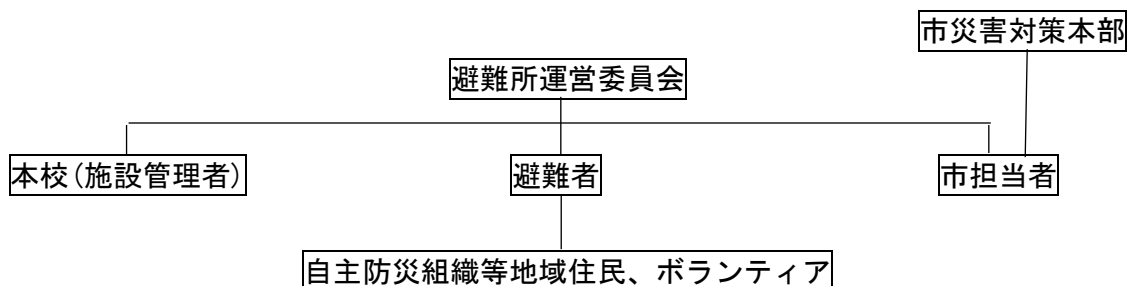 市災害対策本部
避難所運営委員会
本校(施設管理者)
避難者
市担当者
自主防災組織等地域住民、ボランティア